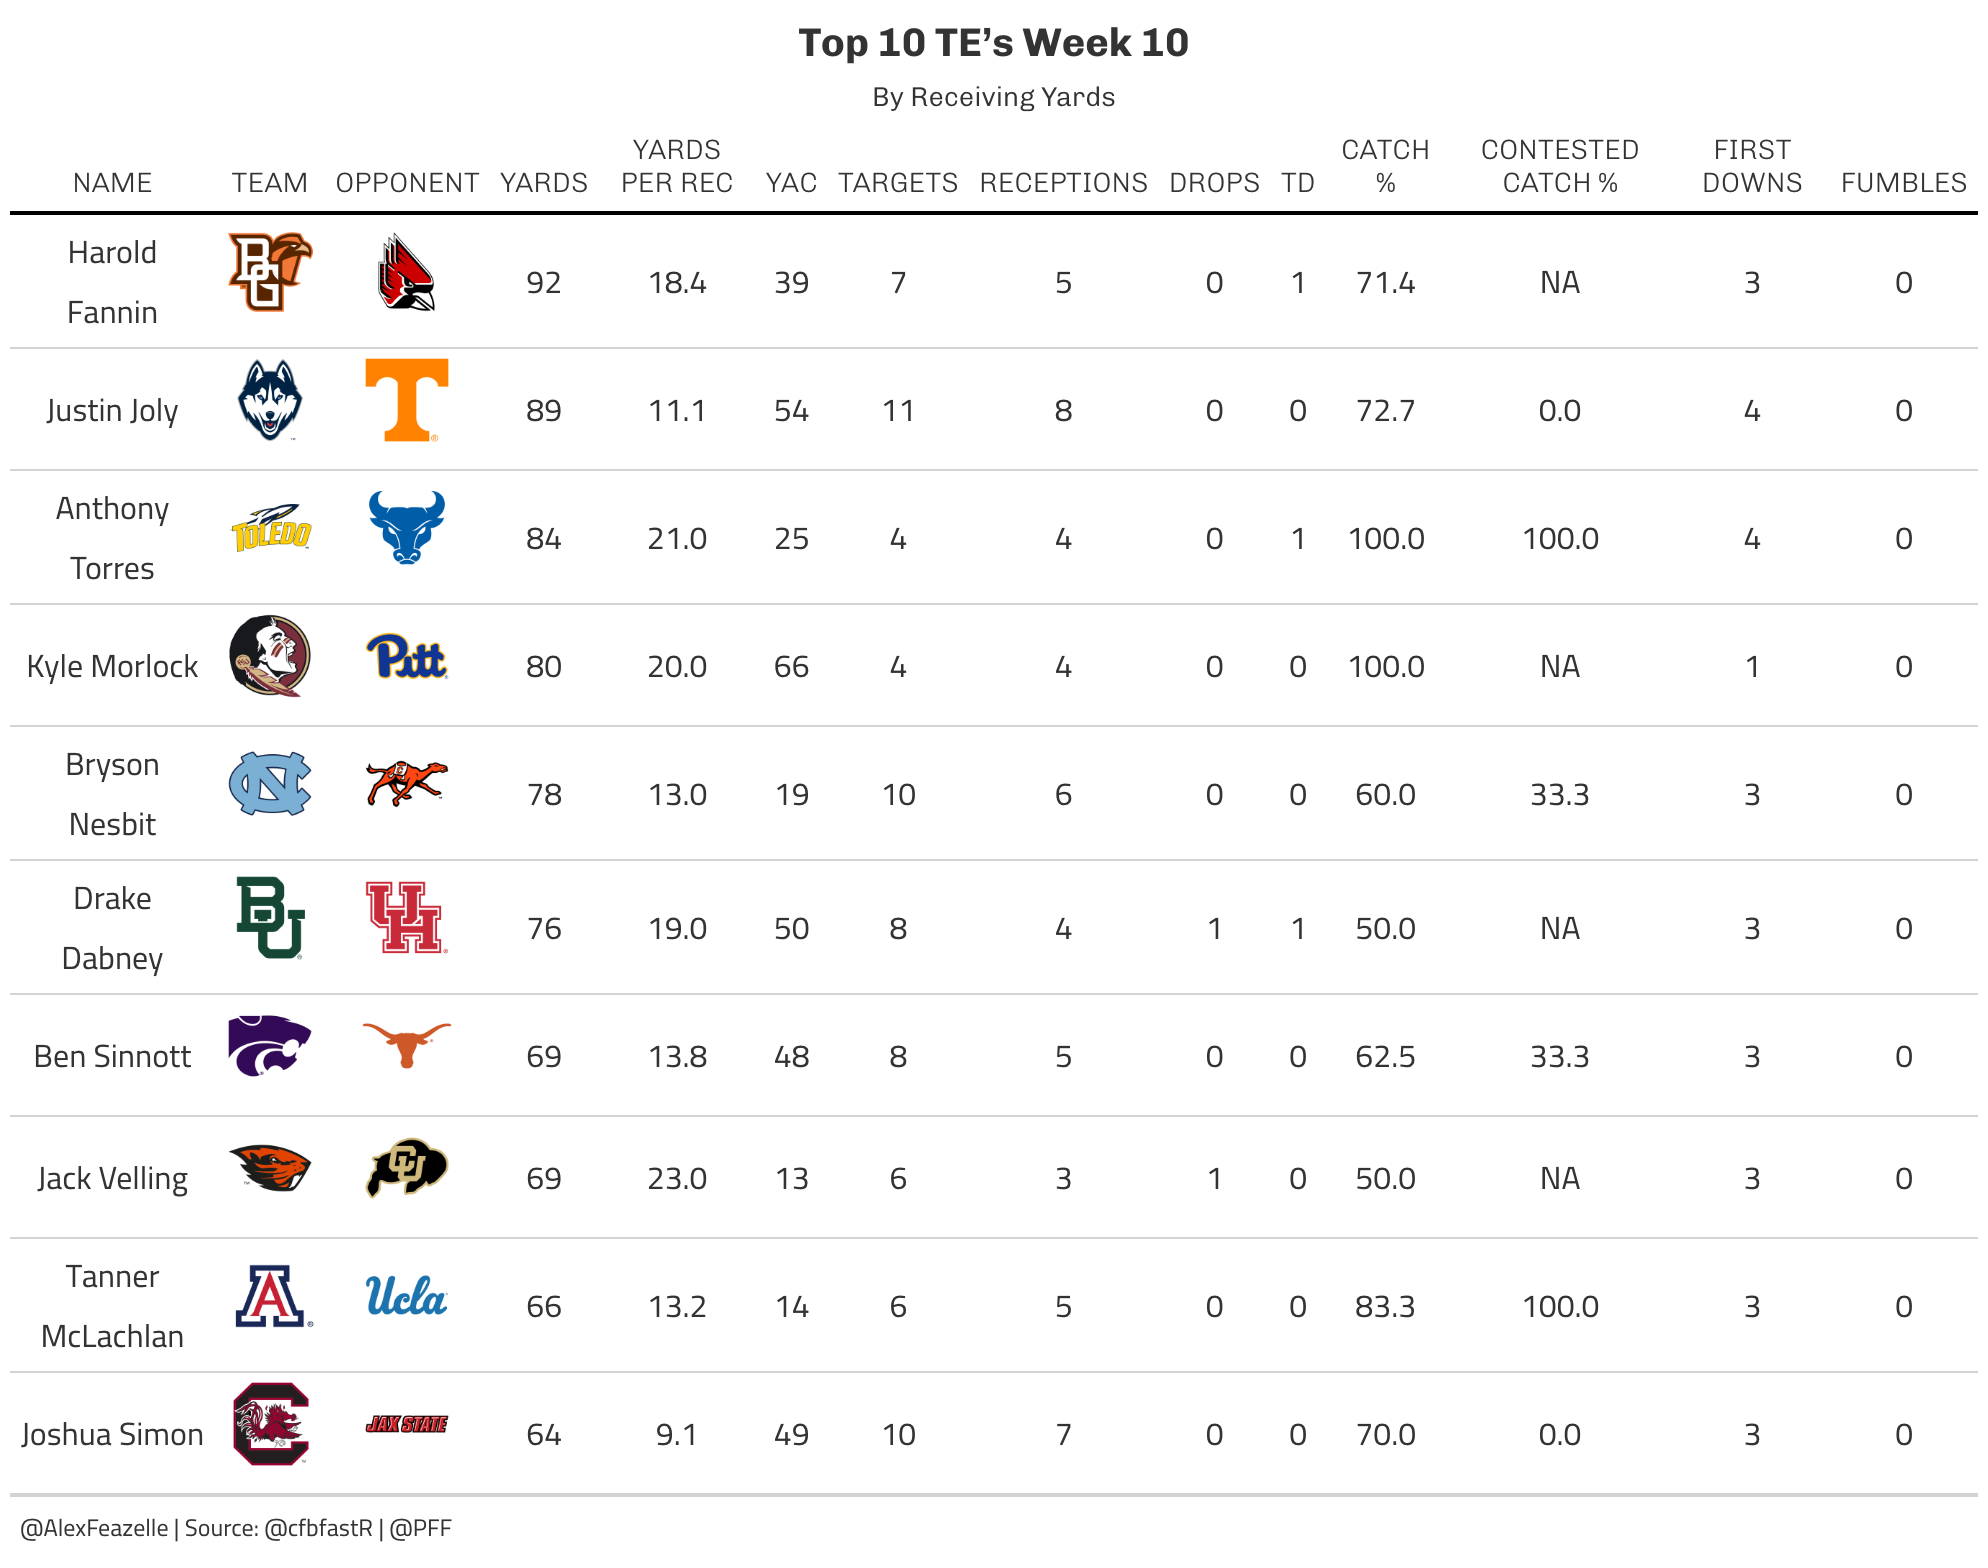 Top 10 TE’s Week 10
By Receiving Yards
NAME TEAM OPPONENT YARDS YARDS PER REC YAC TARGETS RECEPTIONS DROPS TD CATCH % CONTESTED CATCH % FIRST DOWNS FUMBLES
Harold Fannin BG 92 18.4 39 7 5 0 1 71.4 NA 3 0
Justin Joly T 89 11.1 54 11 8 0 0 72.7 0.0 4 0
Anthony Torres TOLEDO 84 21.0 25 4 4 0 1 100.0 100.0 4 0
Kyle Morlock Pitt 80 20.0 66 4 4 0 0 100.0 NA 1 0
Bryson Nesbit NC 78 13.0 19 10 6 0 0 60.0 33.3 3 0
Drake Dabney BU UH 76 19.0 50 8 4 1 1 50.0 NA 3 0
Ben Sinnott 69 13.8 48 8 5 0 0 62.5 33.3 3 0
Jack Velling CU 69 23.0 13 6 3 1 0 50.0 NA 3 0
Tanner McLachlan A Ucla 66 13.2 14 6 5 0 0 83.3 100.0 3 0
Joshua Simon C JAX STATE 64 9.1 49 10 7 0 0 70.0 0.0 3 0
@AlexFeazelle | Source: @cfbfastR | @PFF